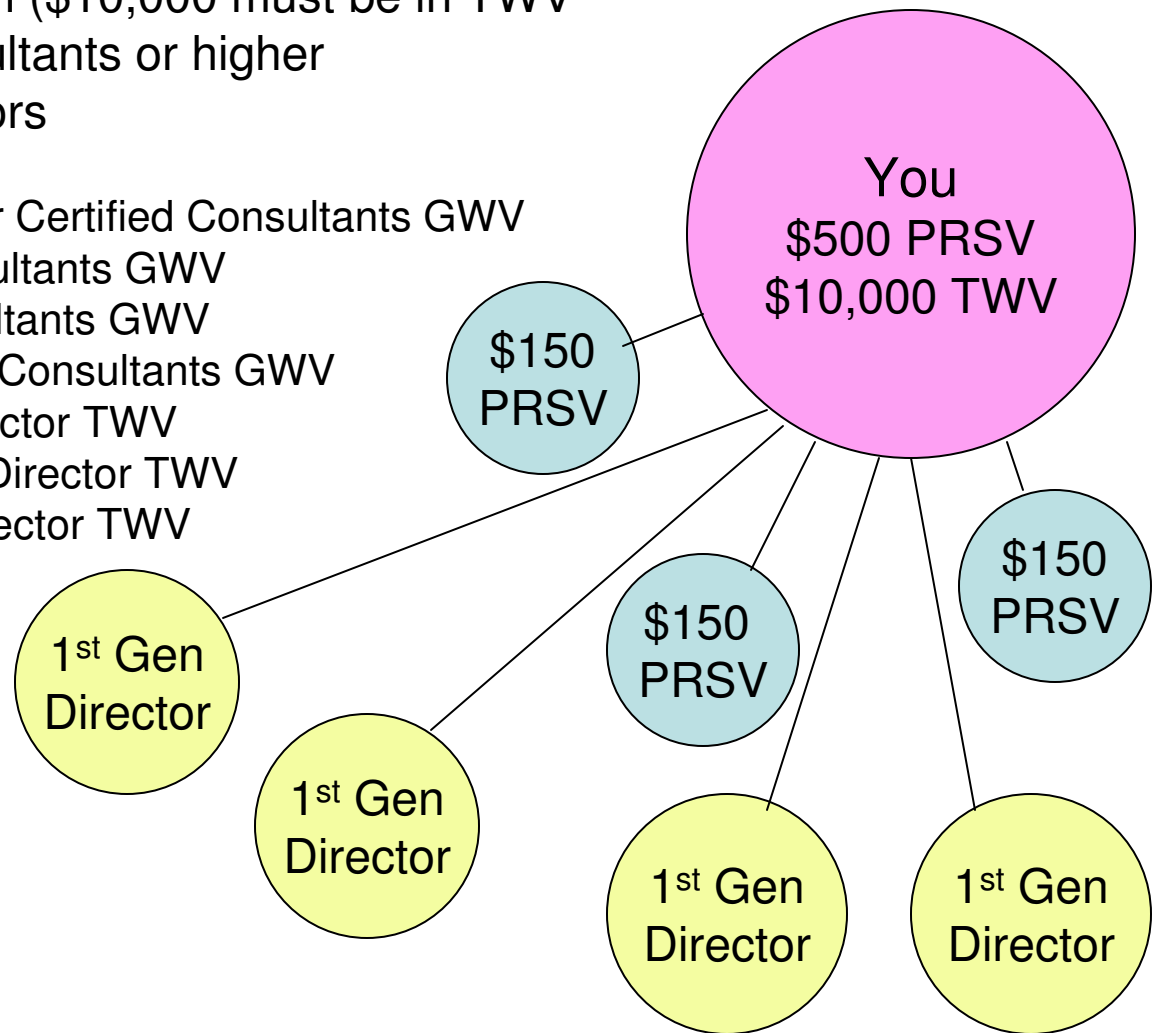 ($10,000 must be in TWV
ultants or higher
ors
r Certified Consultants GWV
ultants GWV
ltants GWV
Consultants GWV
ctor TWV
Director TWV
ector TWV
You
$500 PRSV
$10,000 TWV
$150
PRSV
$150
PRSV
$150
PRSV
1st Gen
Director
1st Gen
Director
1st Gen
Director
1st Gen
Director